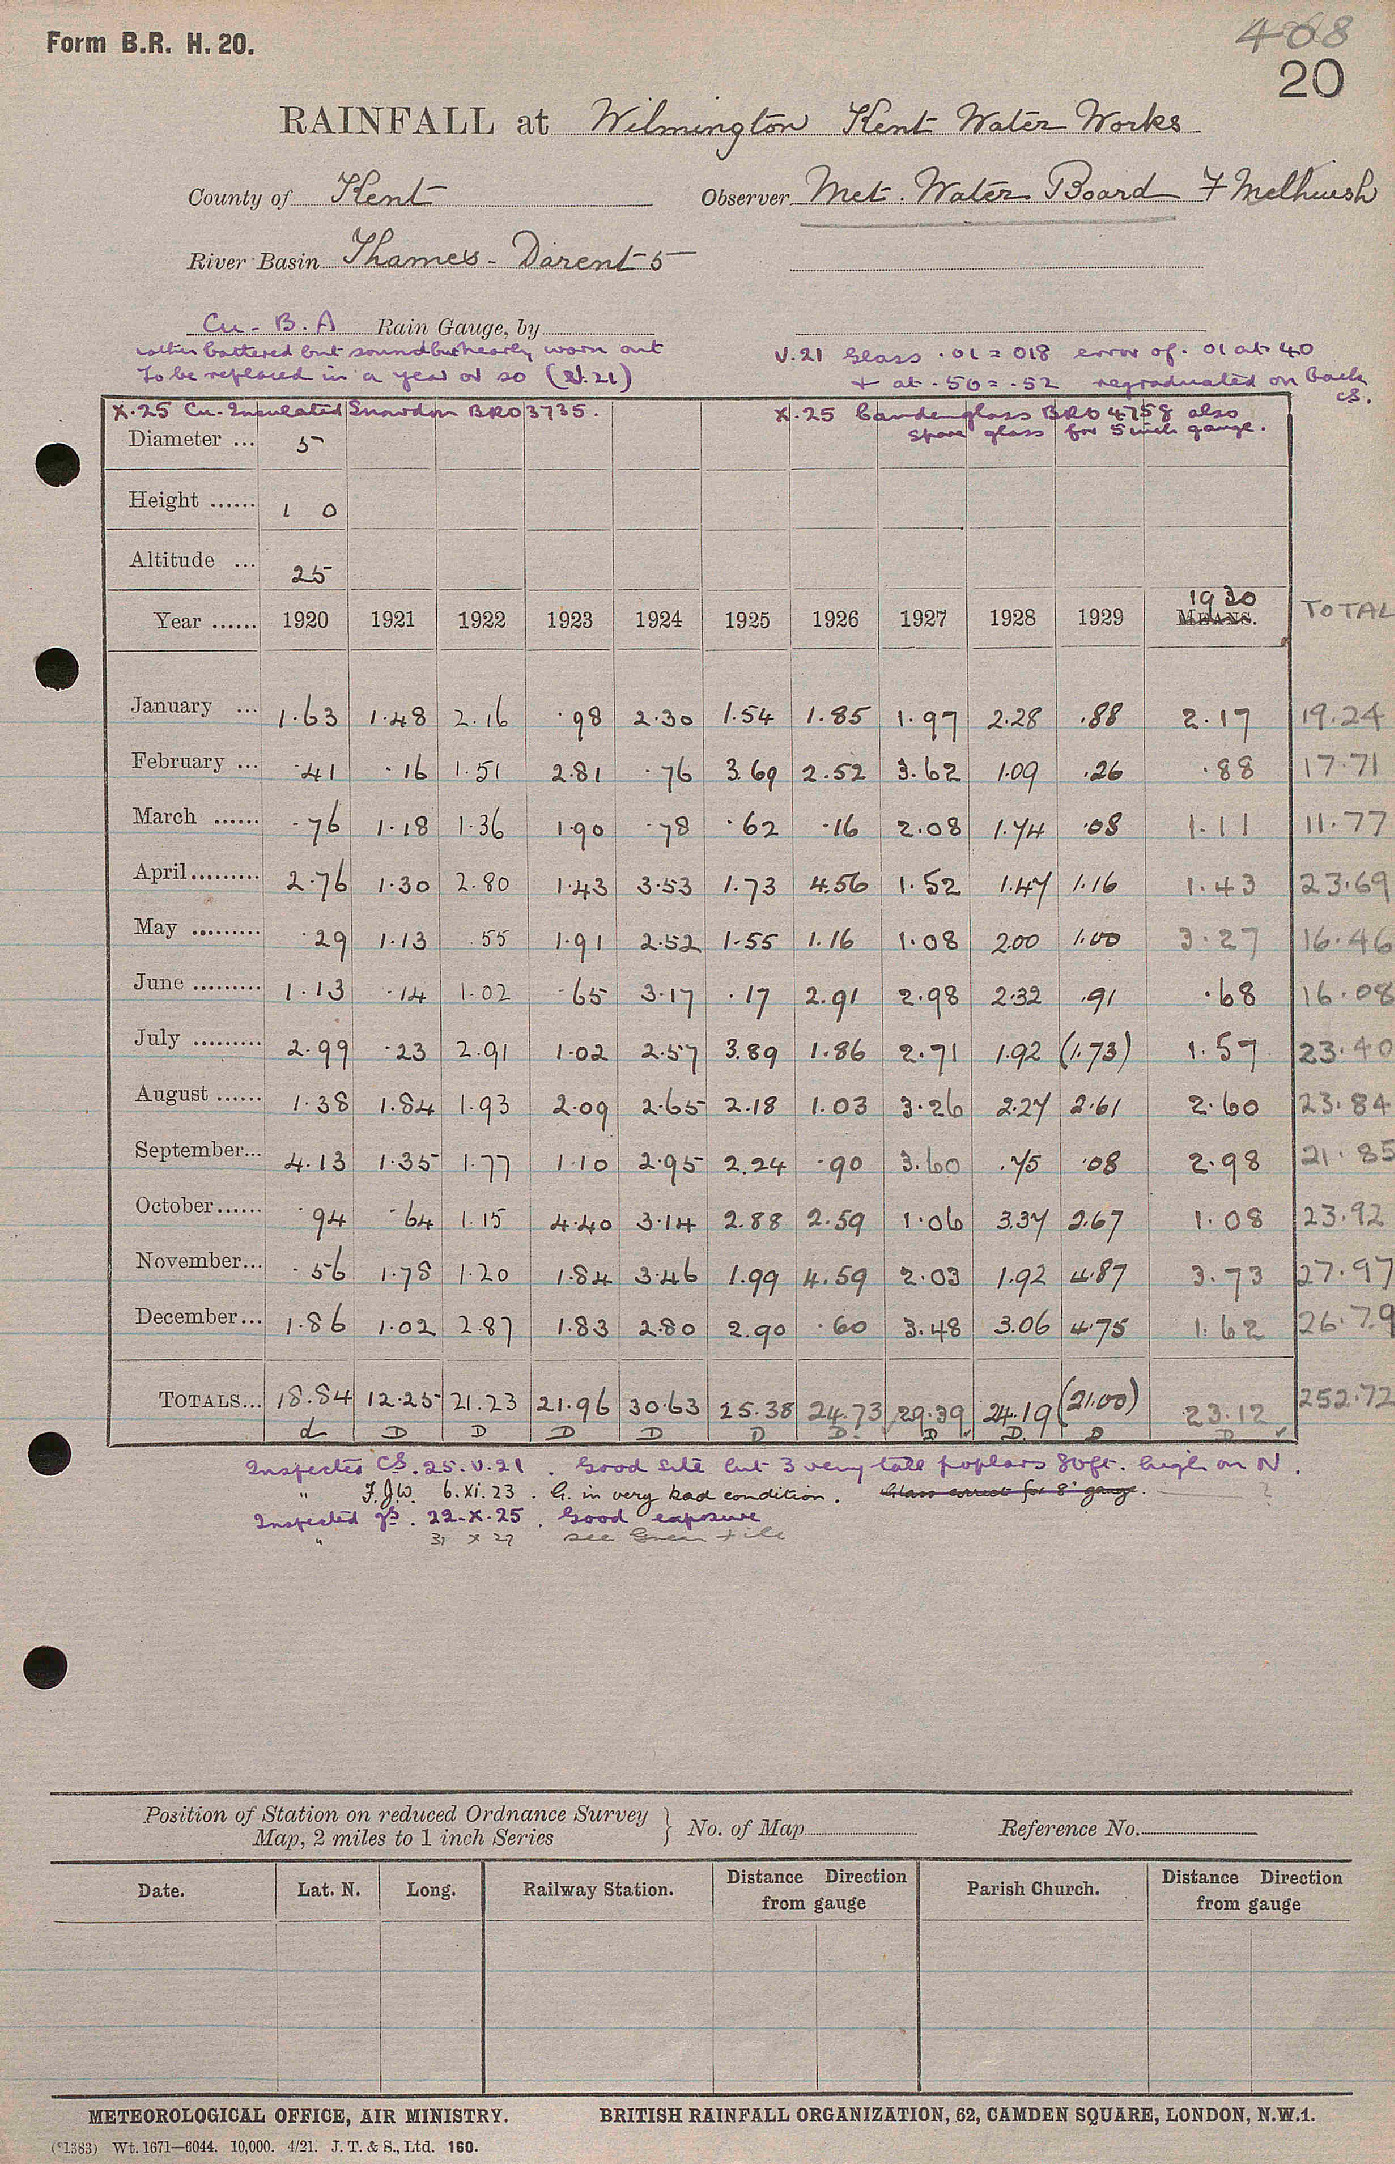 Form B.R. H. 20.
468
20
RAINFALL at Wilmington Kent Water Works
County of Kent Observer Met. Water Board F Melhuish
River Basin Thames - Darent 5
Cu - B.A Rain Gauge, by
rather battered but sound but nearly worn out
To be replaced in a year or so (V.21)
V.21 Glass .01 = 018 error of .01 at .40
+ at .50 = .52 regraduated on back
CS.
X.25 Cu. Insulated Snowdon BRO 3735.
X.25 Camden glass BRO 4758 also
spare glass for 5 inch gauge.
Diameter ... 5
Height ...... 1 0
Altitude ... 25
Year ...... 1920 1921 1922 1923 1924 1925 1926 1927 1928 1929 1930 MEANS. TOTAL
January ... 1.63 1.48 2.16 .98 2.30 1.54 1.85 1.97 2.28 .88 2.17 19.24
February ... .41 .16 1.51 2.81 .76 3.69 2.52 3.62 1.09 .26 .88 17.71
March ...... .76 1.18 1.36 1.90 .78 .62 .16 2.08 1.74 .08 1.11 11.77
April......... 2.76 1.30 2.80 1.43 3.53 1.73 4.56 1.52 1.47 1.16 1.43 23.69
May ......... .29 1.13 .55 1.91 2.52 1.55 1.16 1.08 2.00 1.00 3.27 16.46
June ......... 1.13 .14 1.02 .65 3.17 .17 2.91 2.98 2.32 .91 .68 16.08
July ......... 2.99 .23 2.91 1.02 2.57 3.89 1.86 2.71 1.92 (1.73) 1.57 23.40
August ...... 1.38 1.84 1.93 2.09 2.65 2.18 1.03 3.26 2.27 2.61 2.60 23.84
September... 4.13 1.35 1.77 1.10 2.95 2.24 .90 3.60 .75 .08 2.98 21.85
October...... .94 .64 1.15 4.40 3.14 2.88 2.59 1.06 3.37 2.67 1.08 23.92
November... .56 1.78 1.20 1.84 3.46 1.99 4.59 2.03 1.92 4.87 3.73 27.97
December... 1.86 1.02 2.87 1.83 2.80 2.90 .60 3.48 3.06 4.75 1.62 26.79
TOTALS... 18.84 12.25 21.23 21.96 30.63 25.38 24.73 29.39 24.19 (21.00) 23.12 252.72
d D D D D D D. D D. D D
Inspected CS. 25.V.21. Good site but 3 very tall poplars 80ft. high on N.
" F.J.W. 6.XI.23. G. in very bad condition. Glass correct for 8" gauge. ?
Inspected 22.X.25. Good exposure
" 31 X 27 see Green File
Position of Station on reduced Ordnance Survey
Map, 2 miles to 1 inch Series } No. of Map Reference No.
Date. Lat. N. Long. Railway Station. Distance Direction from gauge Parish Church. Distance Direction from gauge
METEOROLOGICAL OFFICE, AIR MINISTRY. BRITISH RAINFALL ORGANIZATION, 62, CAMDEN SQUARE, LONDON, N.W.1.
(*1383) Wt. 1671—6044. 10,000. 4/21. J. T. & S., Ltd. 160.